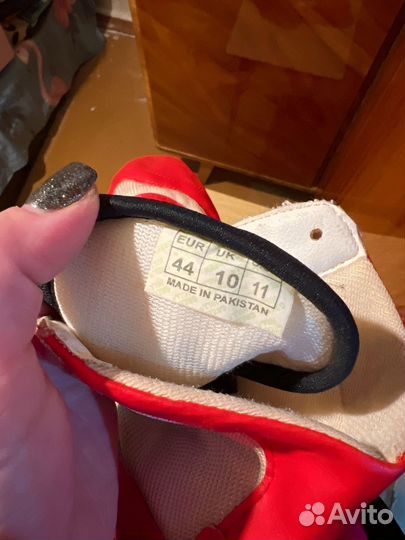 EUR UK
44 10 11
MADE IN PAKISTAN
Avito